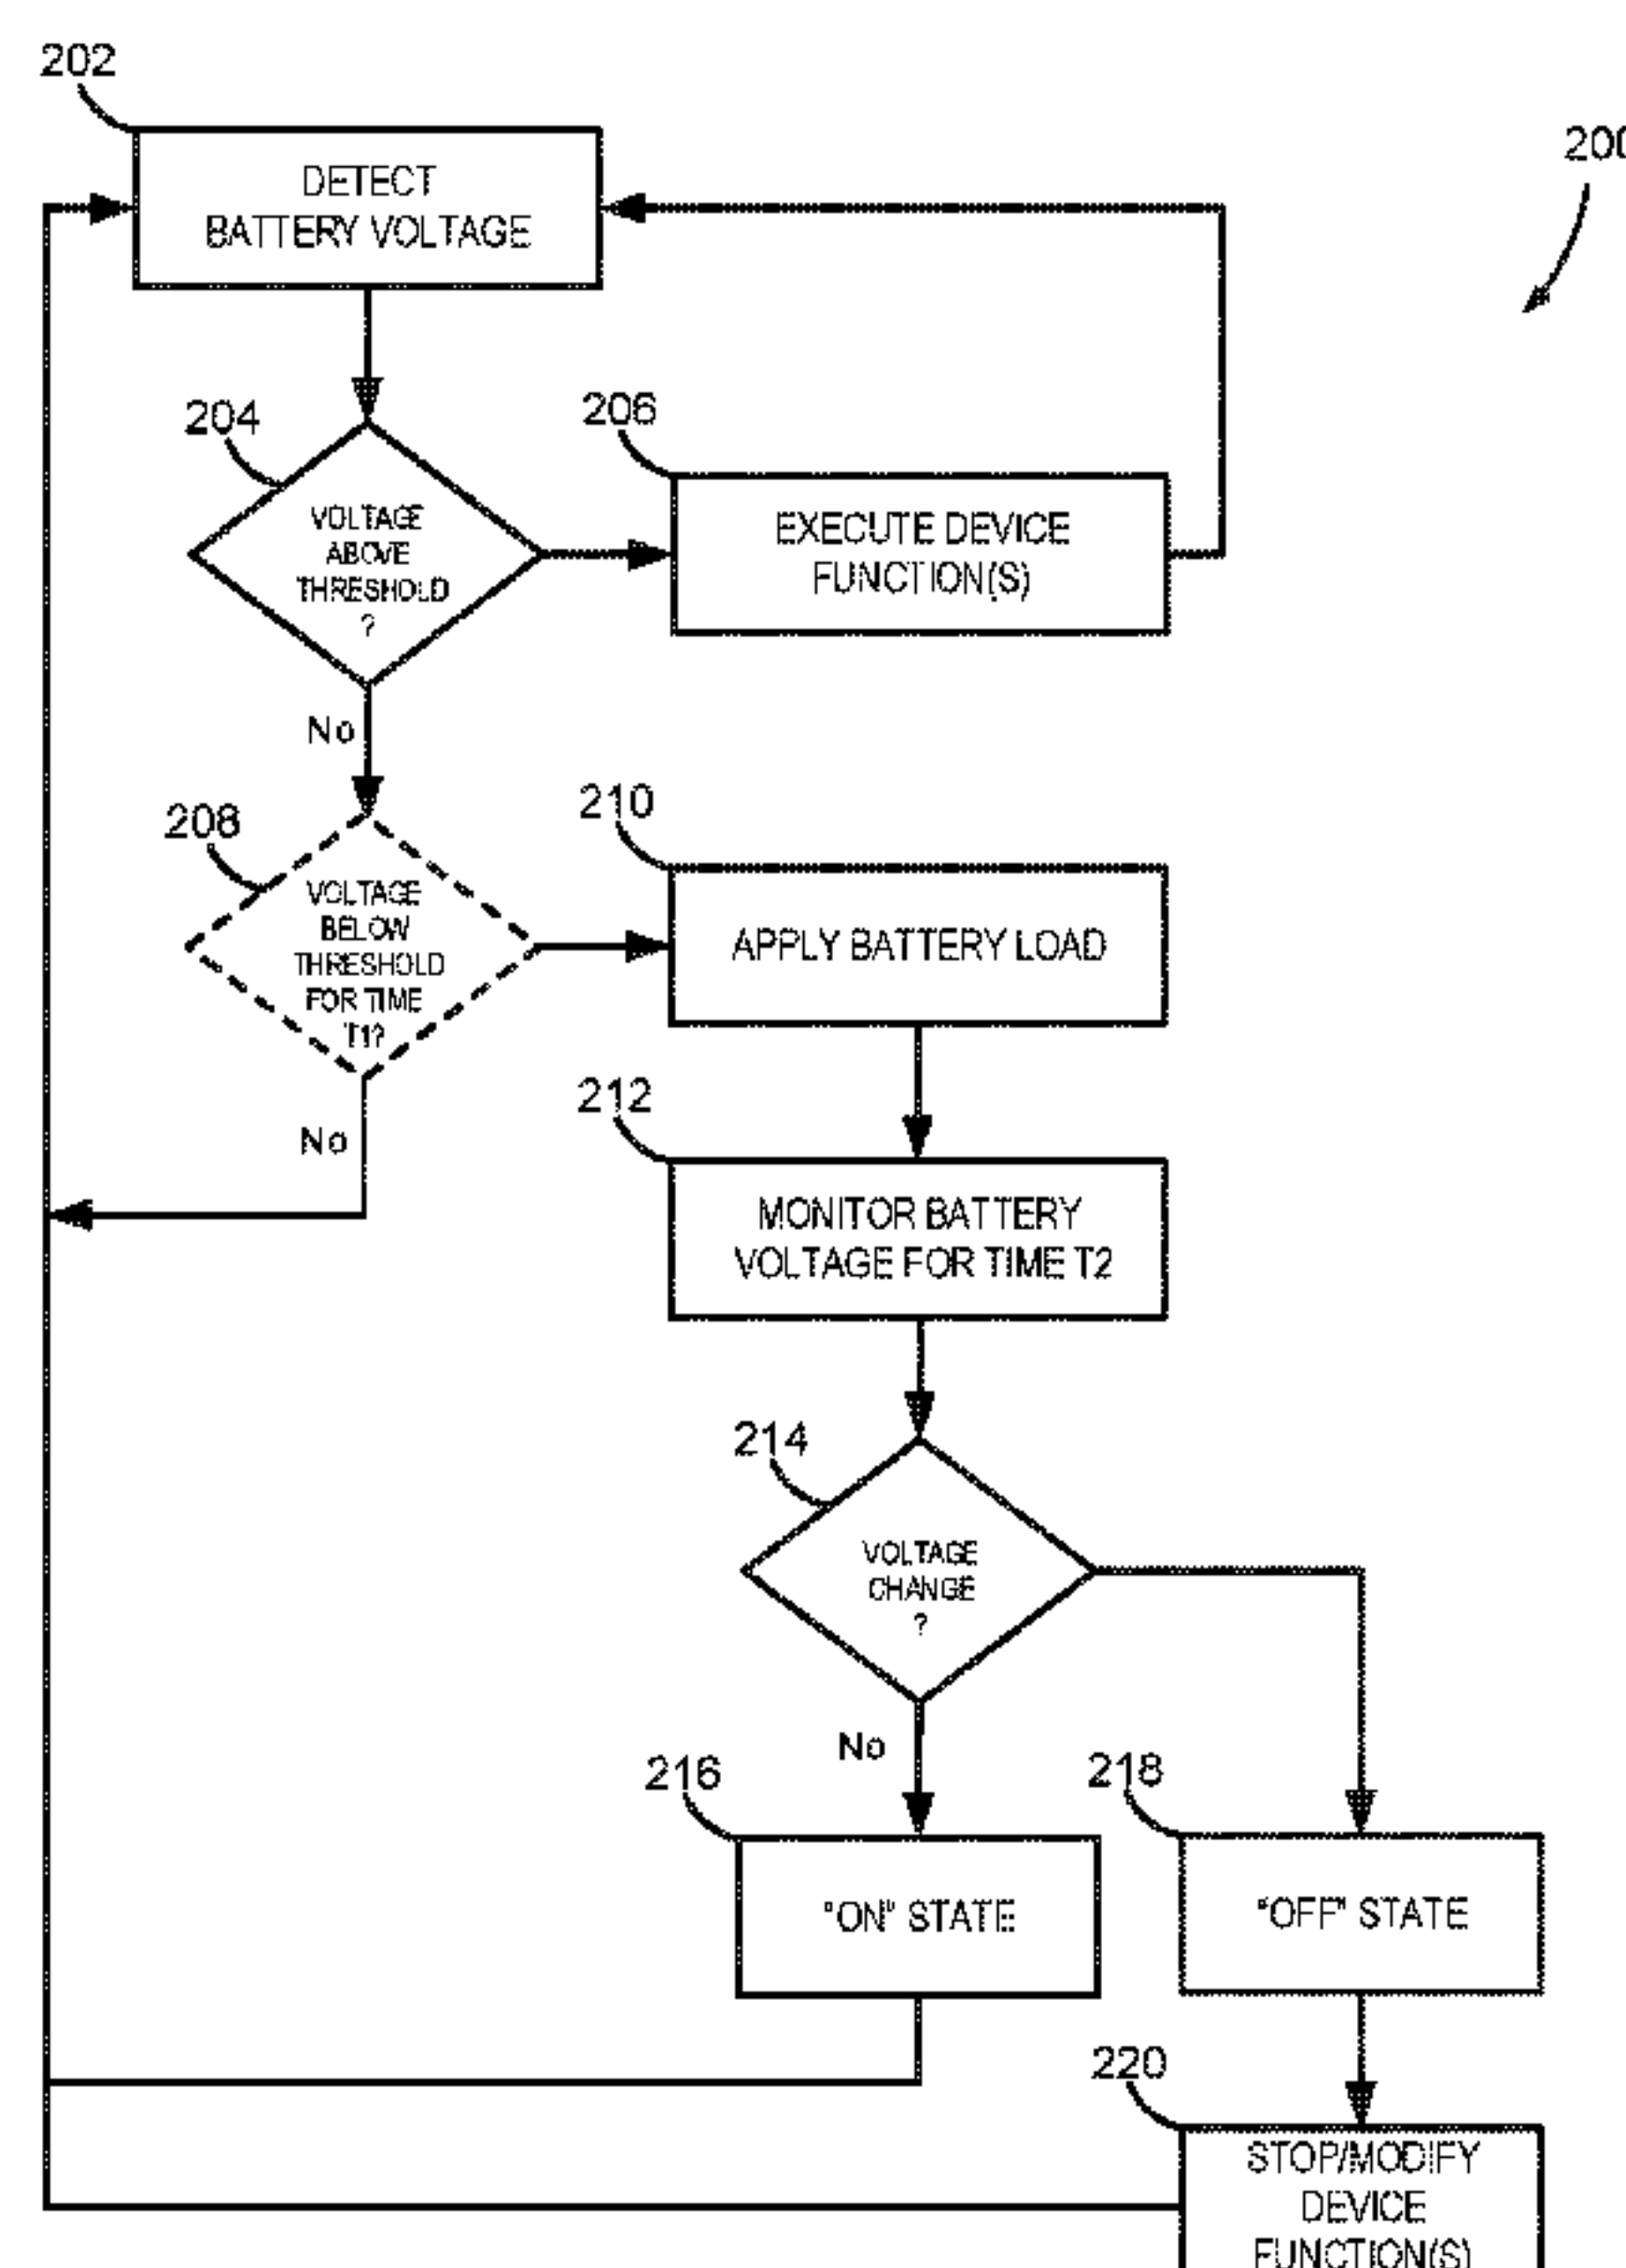 202
200
DETECT
BATTERY VOLTAGE
204
206
VOLTAGE
ABOVE
THRESHOLD
?
EXECUTE DEVICE
FUNCTION(S)
No
208
210
VOLTAGE
BELOW
THRESHOLD
FOR TIME
T1?
APPLY BATTERY LOAD
212
No
MONITOR BATTERY
VOLTAGE FOR TIME T2
214
VOLTAGE
CHANGE
?
No
216
218
"ON" STATE
"OFF" STATE
220
STOP/MODIFY
DEVICE
FUNCTION(S)